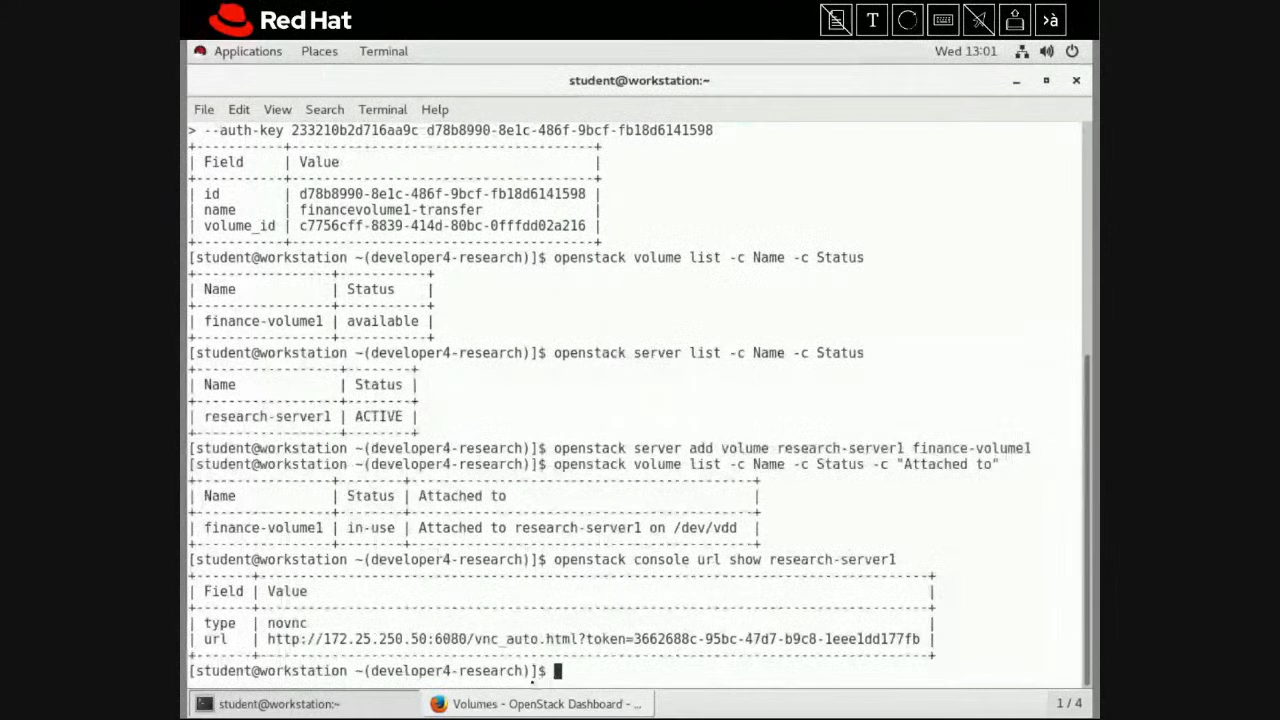 Red Hat
T
>à
Applications Places Terminal Wed 13:01
student@workstation:~
File Edit View Search Terminal Help
> --auth-key 233210b2d716aa9c d78b8990-8e1c-486f-9bcf-fb18d6141598
+-----------+--------------------------------------+
| Field | Value |
+-----------+--------------------------------------+
| id | d78b8990-8e1c-486f-9bcf-fb18d6141598 |
| name | financevolume1-transfer
| volume_id | c7756cff-8839-414d-80bc-0fffdd02a216 |
+-----------+--------------------------------------+
[student@workstation ~(developer4-research)]$ openstack volume list -c Name -c Status
+-----------------+-----------+
| Name | Status |
+-----------------+-----------+
| finance-volume1 | available |
+-----------------+-----------+
[student@workstation ~(developer4-research)]$ openstack server list -c Name -c Status
+------------------+--------+
| Name | Status |
+------------------+--------+
| research-server1 | ACTIVE |
+------------------+--------+
[student@workstation ~(developer4-research)]$ openstack server add volume research-server1 finance-volume1
[student@workstation ~(developer4-research)]$ openstack volume list -c Name -c Status -c "Attached to"
+-----------------+--------+-------------------------------------------+
| Name | Status | Attached to |
+-----------------+--------+-------------------------------------------+
| finance-volume1 | in-use | Attached to research-server1 on /dev/vdd |
+-----------------+--------+-------------------------------------------+
[student@workstation ~(developer4-research)]$ openstack console url show research-server1
+-------+------------------------------------------------------------------------------------+
| Field | Value |
+-------+------------------------------------------------------------------------------------+
| type | novnc |
| url | http://172.25.250.50:6080/vnc_auto.html?token=3662688c-95bc-47d7-b9c8-1eee1dd177fb |
+-------+------------------------------------------------------------------------------------+
[student@workstation ~(developer4-research)]$
student@workstation:~ Volumes - OpenStack Dashboard - ... 1 / 4